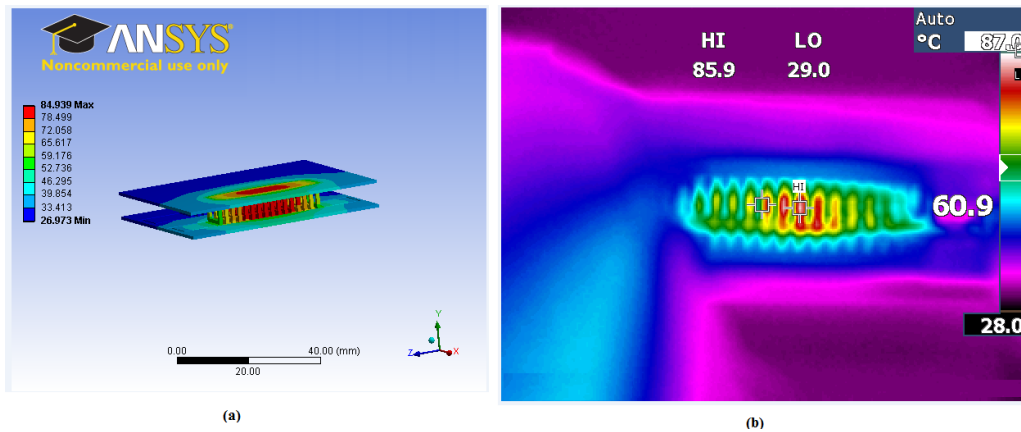 ANSYS
Noncommercial use only
84.939 Max
78.499
72.058
65.617
59.176
52.736
46.295
39.854
33.413
26.973 Min
0.00 40.00 (mm)
20.00
Y
Z
X
(a)
Auto
°C 87.0
HI LO
85.9 29.0
HI
60.9
28.0
(b)